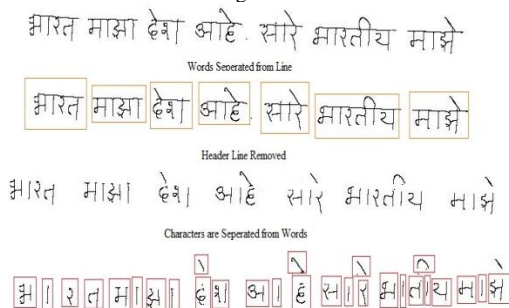 भारत माझा देश आहे. सारे भारतीय माझे
Words Seperated from Line
भारत माझा देश आहे. सारे भारतीय माझे
Header Line Removed
भारत माझा देश आहे सारे भारतीय माझे
Characters are Seperated from Words
भ ा र त म ा झ ा दे श आ हे स ा रे भ ा र ती य म ा झे